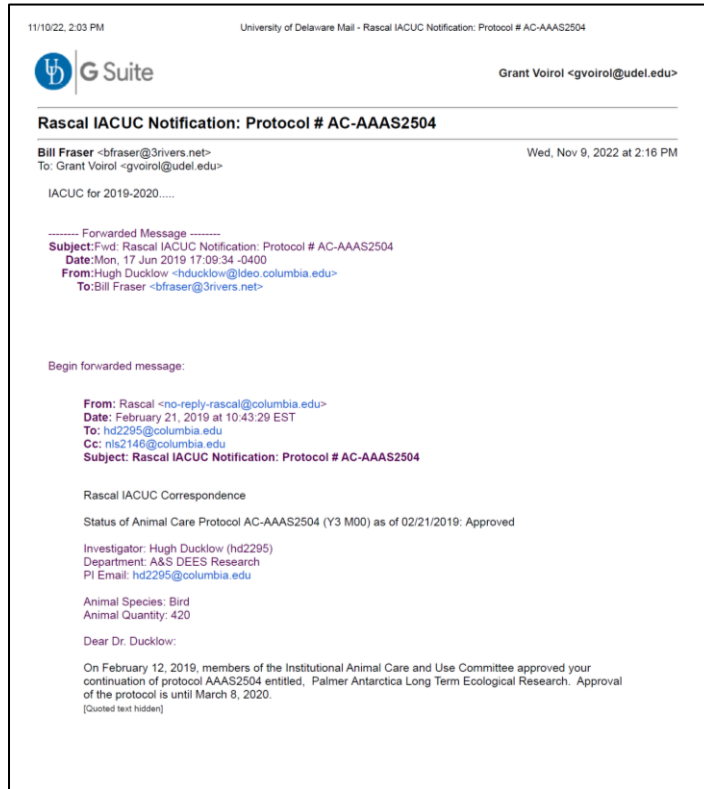 11/10/22, 2:03 PM University of Delaware Mail - Rascal IACUC Notification: Protocol # AC-AAAS2504
UD G Suite
Grant Voirol <gvoirol@udel.edu>
Rascal IACUC Notification: Protocol # AC-AAAS2504
Bill Fraser <bfraser@3rivers.net> Wed, Nov 9, 2022 at 2:16 PM
To: Grant Voirol <gvoirol@udel.edu>
IACUC for 2019-2020.....
-------- Forwarded Message --------
Subject:Fwd: Rascal IACUC Notification: Protocol # AC-AAAS2504
Date:Mon, 17 Jun 2019 17:09:34 -0400
From:Hugh Ducklow <hducklow@ldeo.columbia.edu>
To:Bill Fraser <bfraser@3rivers.net>
Begin forwarded message:
From: Rascal <no-reply-rascal@columbia.edu>
Date: February 21, 2019 at 10:43:29 EST
To: hd2295@columbia.edu
Cc: nls2146@columbia.edu
Subject: Rascal IACUC Notification: Protocol # AC-AAAS2504
Rascal IACUC Correspondence
Status of Animal Care Protocol AC-AAAS2504 (Y3 M00) as of 02/21/2019: Approved
Investigator: Hugh Ducklow (hd2295)
Department: A&S DEES Research
PI Email: hd2295@columbia.edu
Animal Species: Bird
Animal Quantity: 420
Dear Dr. Ducklow:
On February 12, 2019, members of the Institutional Animal Care and Use Committee approved your
continuation of protocol AAAS2504 entitled, Palmer Antarctica Long Term Ecological Research. Approval
of the protocol is until March 8, 2020.
[Quoted text hidden]